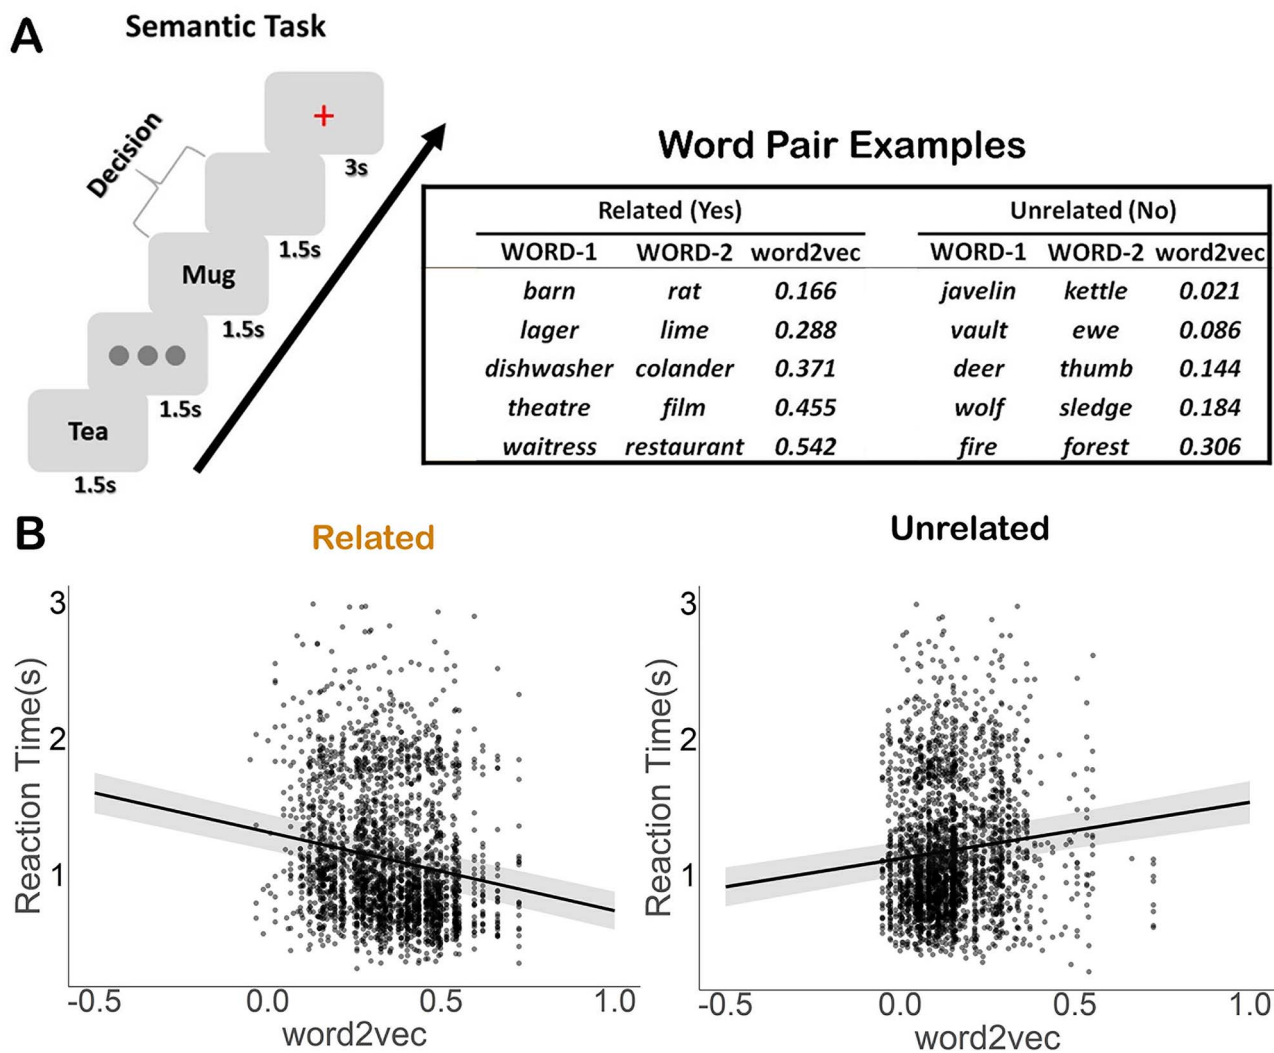 A
Semantic Task
Decision
+
3s
1.5s
Mug
1.5s
1.5s
Tea
1.5s
Word Pair Examples
Related (Yes) Unrelated (No)
WORD-1 WORD-2 word2vec WORD-1 WORD-2 word2vec
barn rat 0.166 javelin kettle 0.021
lager lime 0.288 vault ewe 0.086
dishwasher colander 0.371 deer thumb 0.144
theatre film 0.455 wolf sledge 0.184
waitress restaurant 0.542 fire forest 0.306
B
Related
3
2
1
Reaction Time(s)
-0.5 0.0 0.5 1.0
word2vec
Unrelated
3
2
1
Reaction Time(s)
-0.5 0.0 0.5 1.0
word2vec